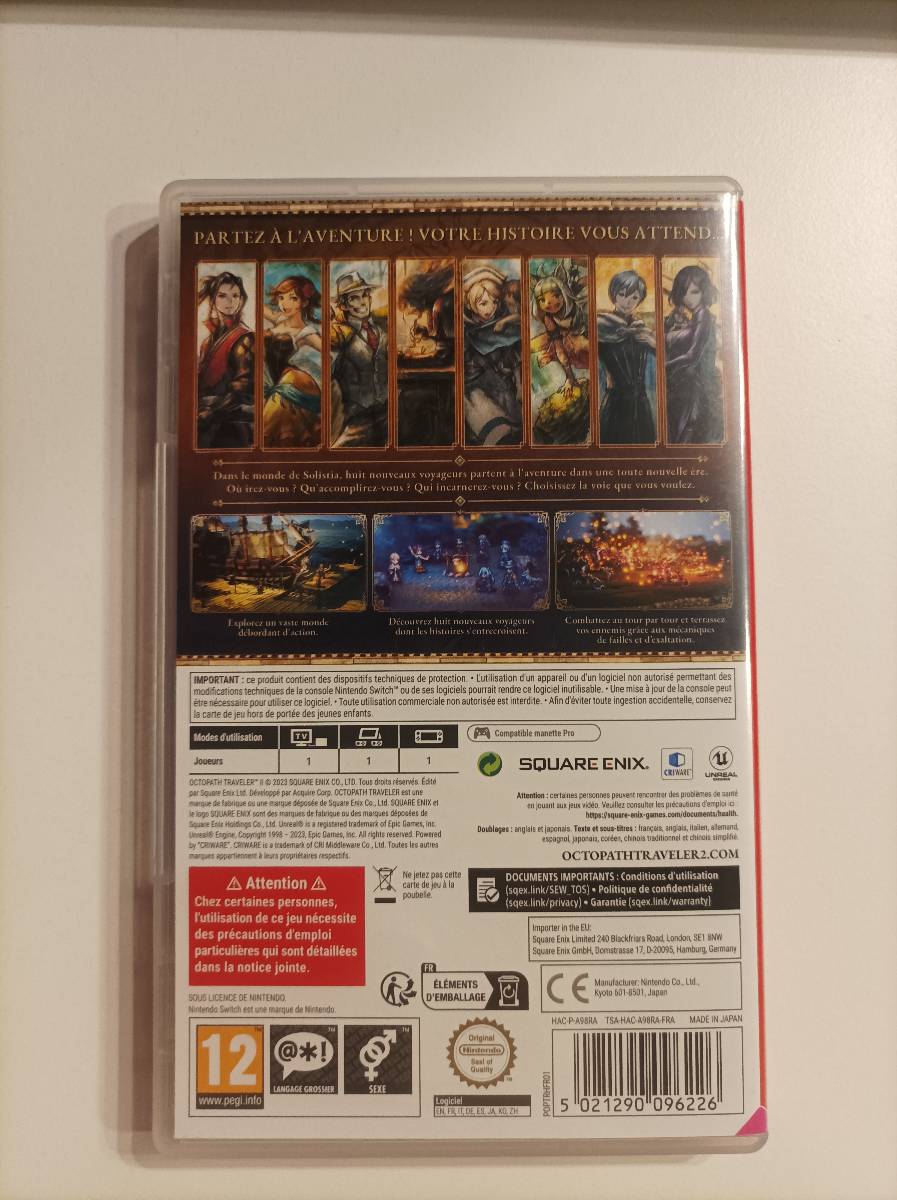 PARTEZ À L'AVENTURE ! VOTRE HISTOIRE VOUS ATTEND...
Dans le monde de Solistia, huit nouveaux voyageurs partent à l'aventure dans une toute nouvelle ère.
Où irez-vous ? Qu'accomplirez-vous ? Qui incarnerez-vous ? Choisissez la voie que vous voulez.
Explorez un vaste monde
débordant d'action.
Découvrez huit nouveaux voyageurs
dont les histoires s'entrecroisent.
Combattez au tour par tour et terrassez
vos ennemis grâce aux mécaniques
de failles et d'exaltation.
IMPORTANT : ce produit contient des dispositifs techniques de protection. • L'utilisation d'un appareil ou d'un logiciel non autorisé permettant des
modifications techniques de la console Nintendo Switch™ ou de ses logiciels pourrait rendre ce logiciel inutilisable. • Une mise à jour de la console peut
être nécessaire pour utiliser ce logiciel. • Toute utilisation commerciale non autorisée est interdite. • Afin d'éviter toute ingestion accidentelle, conservez
la carte de jeu hors de portée des jeunes enfants.
Modes d'utilisation
TV
Joueurs
1
1
1
Compatible manette Pro
SQUARE ENIX.
CRIWARE™
UNREAL
ENGINE
OCTOPATH TRAVELER™ II © 2023 SQUARE ENIX CO., LTD. Tous droits réservés. Édité
par Square Enix Ltd. Développé par Acquire Corp. OCTOPATH TRAVELER est une
marque de fabrique ou une marque déposée de Square Enix Co., Ltd. SQUARE ENIX et
le logo SQUARE ENIX sont des marques de fabrique ou des marques déposées de
Square Enix Holdings Co., Ltd. Unreal® is a registered trademark of Epic Games, Inc.
Unreal® Engine, Copyright 1998 – 2023, Epic Games, Inc. All rights reserved. Powered
by "CRIWARE". CRIWARE is a trademark of CRI Middleware Co., Ltd. Toutes les autres
marques appartiennent à leurs propriétaires respectifs.
Attention : certaines personnes peuvent rencontrer des problèmes de santé
en jouant aux jeux vidéo. Veuillez consulter les précautions d'emploi ici :
https://square-enix-games.com/documents/health.
Doublages : anglais et japonais. Texte et sous-titres : français, anglais, italien, allemand,
espagnol, japonais, coréen, chinois traditionnel et chinois simplifié.
OCTOPATHTRAVELER2.COM
Attention
Chez certaines personnes,
l'utilisation de ce jeu nécessite
des précautions d'emploi
particulières qui sont détaillées
dans la notice jointe.
Ne jetez pas cette
carte de jeu à la
poubelle.
DOCUMENTS IMPORTANTS : Conditions d'utilisation
(sqex.link/SEW_TOS) • Politique de confidentialité
(sqex.link/privacy) • Garantie (sqex.link/warranty)
Importer in the EU:
Square Enix Limited 240 Blackfriars Road, London, SE1 8NW
Square Enix GmbH, Domstrasse 17, D-20095, Hamburg, Germany
FR
ÉLÉMENTS
D'EMBALLAGE
CE
Manufacturer: Nintendo Co., Ltd.,
Kyoto 601-8501, Japan
SOUS LICENCE DE NINTENDO.
Nintendo Switch est une marque de Nintendo.
HAC-P-A98RA TSA-HAC-A98RA-FRA MADE IN JAPAN
12
www.pegi.info
@*!
LANGAGE GROSSIER
SEXE
Original
Nintendo
Seal of
Quality
Logiciel
EN, FR, IT, DE, ES, JA, KO, ZH
POPTRHFR01
5 021290 096226